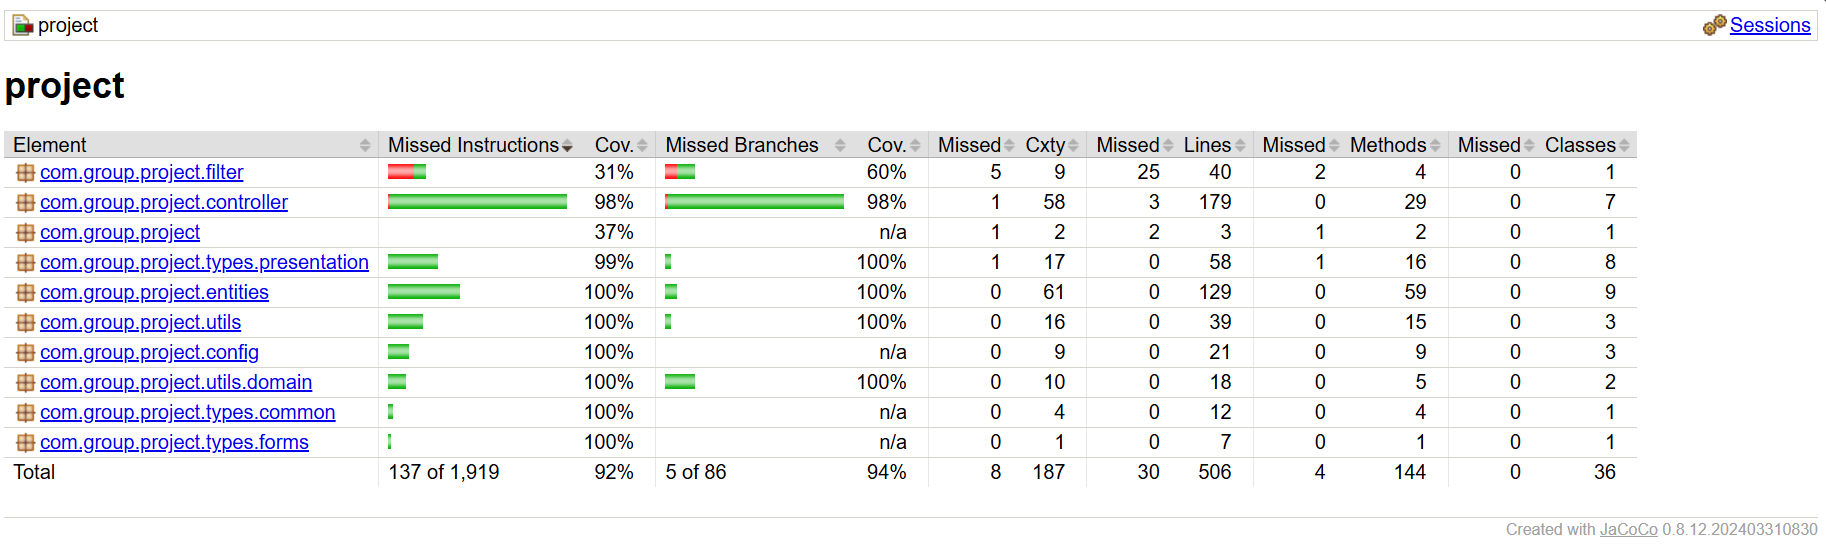 project Sessions
project
Element Missed Instructions Cov. Missed Branches Cov. Missed Cxty Missed Lines Missed Methods Missed Classes
com.group.project.filter 31% 60% 5 9 25 40 2 4 0 1
com.group.project.controller 98% 98% 1 58 3 179 0 29 0 7
com.group.project 37% n/a 1 2 2 3 1 2 0 1
com.group.project.types.presentation 99% 100% 1 17 0 58 1 16 0 8
com.group.project.entities 100% 100% 0 61 0 129 0 59 0 9
com.group.project.utils 100% 100% 0 16 0 39 0 15 0 3
com.group.project.config 100% n/a 0 9 0 21 0 9 0 3
com.group.project.utils.domain 100% 100% 0 10 0 18 0 5 0 2
com.group.project.types.common 100% n/a 0 4 0 12 0 4 0 1
com.group.project.types.forms 100% n/a 0 1 0 7 0 1 0 1
Total 137 of 1,919 92% 5 of 86 94% 8 187 30 506 4 144 0 36
Created with JaCoCo 0.8.12.202403310830